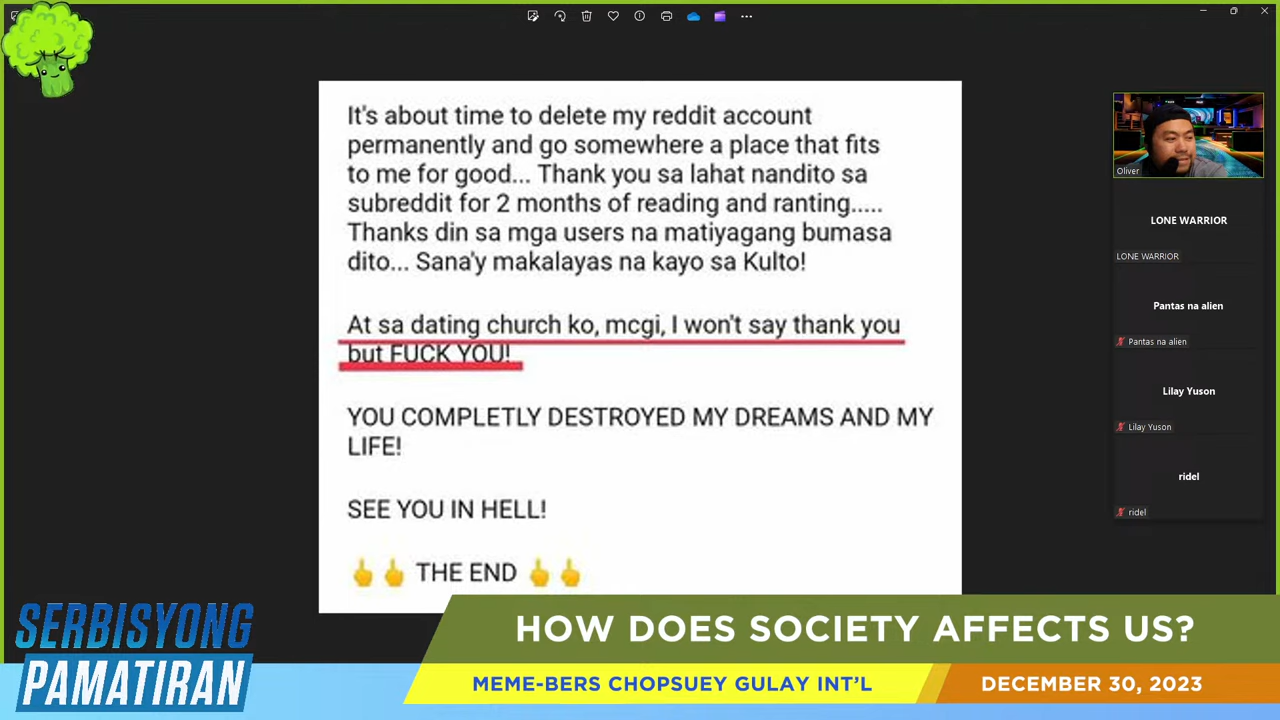 It's about time to delete my reddit account
permanently and go somewhere a place that fits
to me for good... Thank you sa lahat nandito sa
subreddit for 2 months of reading and ranting.....
Thanks din sa mga users na matiyagang bumasa
dito... Sana'y makalayas na kayo sa Kulto!
At sa dating church ko, mcgi, I won't say thank you
but FUCK YOU!
YOU COMPLETLY DESTROYED MY DREAMS AND MY
LIFE!
SEE YOU IN HELL!
🖕🖕 THE END 🖕🖕
Oliver
LONE WARRIOR
LONE WARRIOR
Pantas na alien
Pantas na alien
Lilay Yuson
Lilay Yuson
ridel
ridel
SERBISYONG
PAMATIRAN
HOW DOES SOCIETY AFFECTS US?
MEME-BERS CHOPSUEY GULAY INT'L
DECEMBER 30, 2023